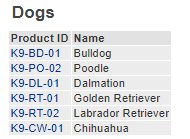 Dogs
Product ID Name
K9-BD-01 Bulldog
K9-PO-02 Poodle
K9-DL-01 Dalmation
K9-RT-01 Golden Retriever
K9-RT-02 Labrador Retriever
K9-CW-01 Chihuahua